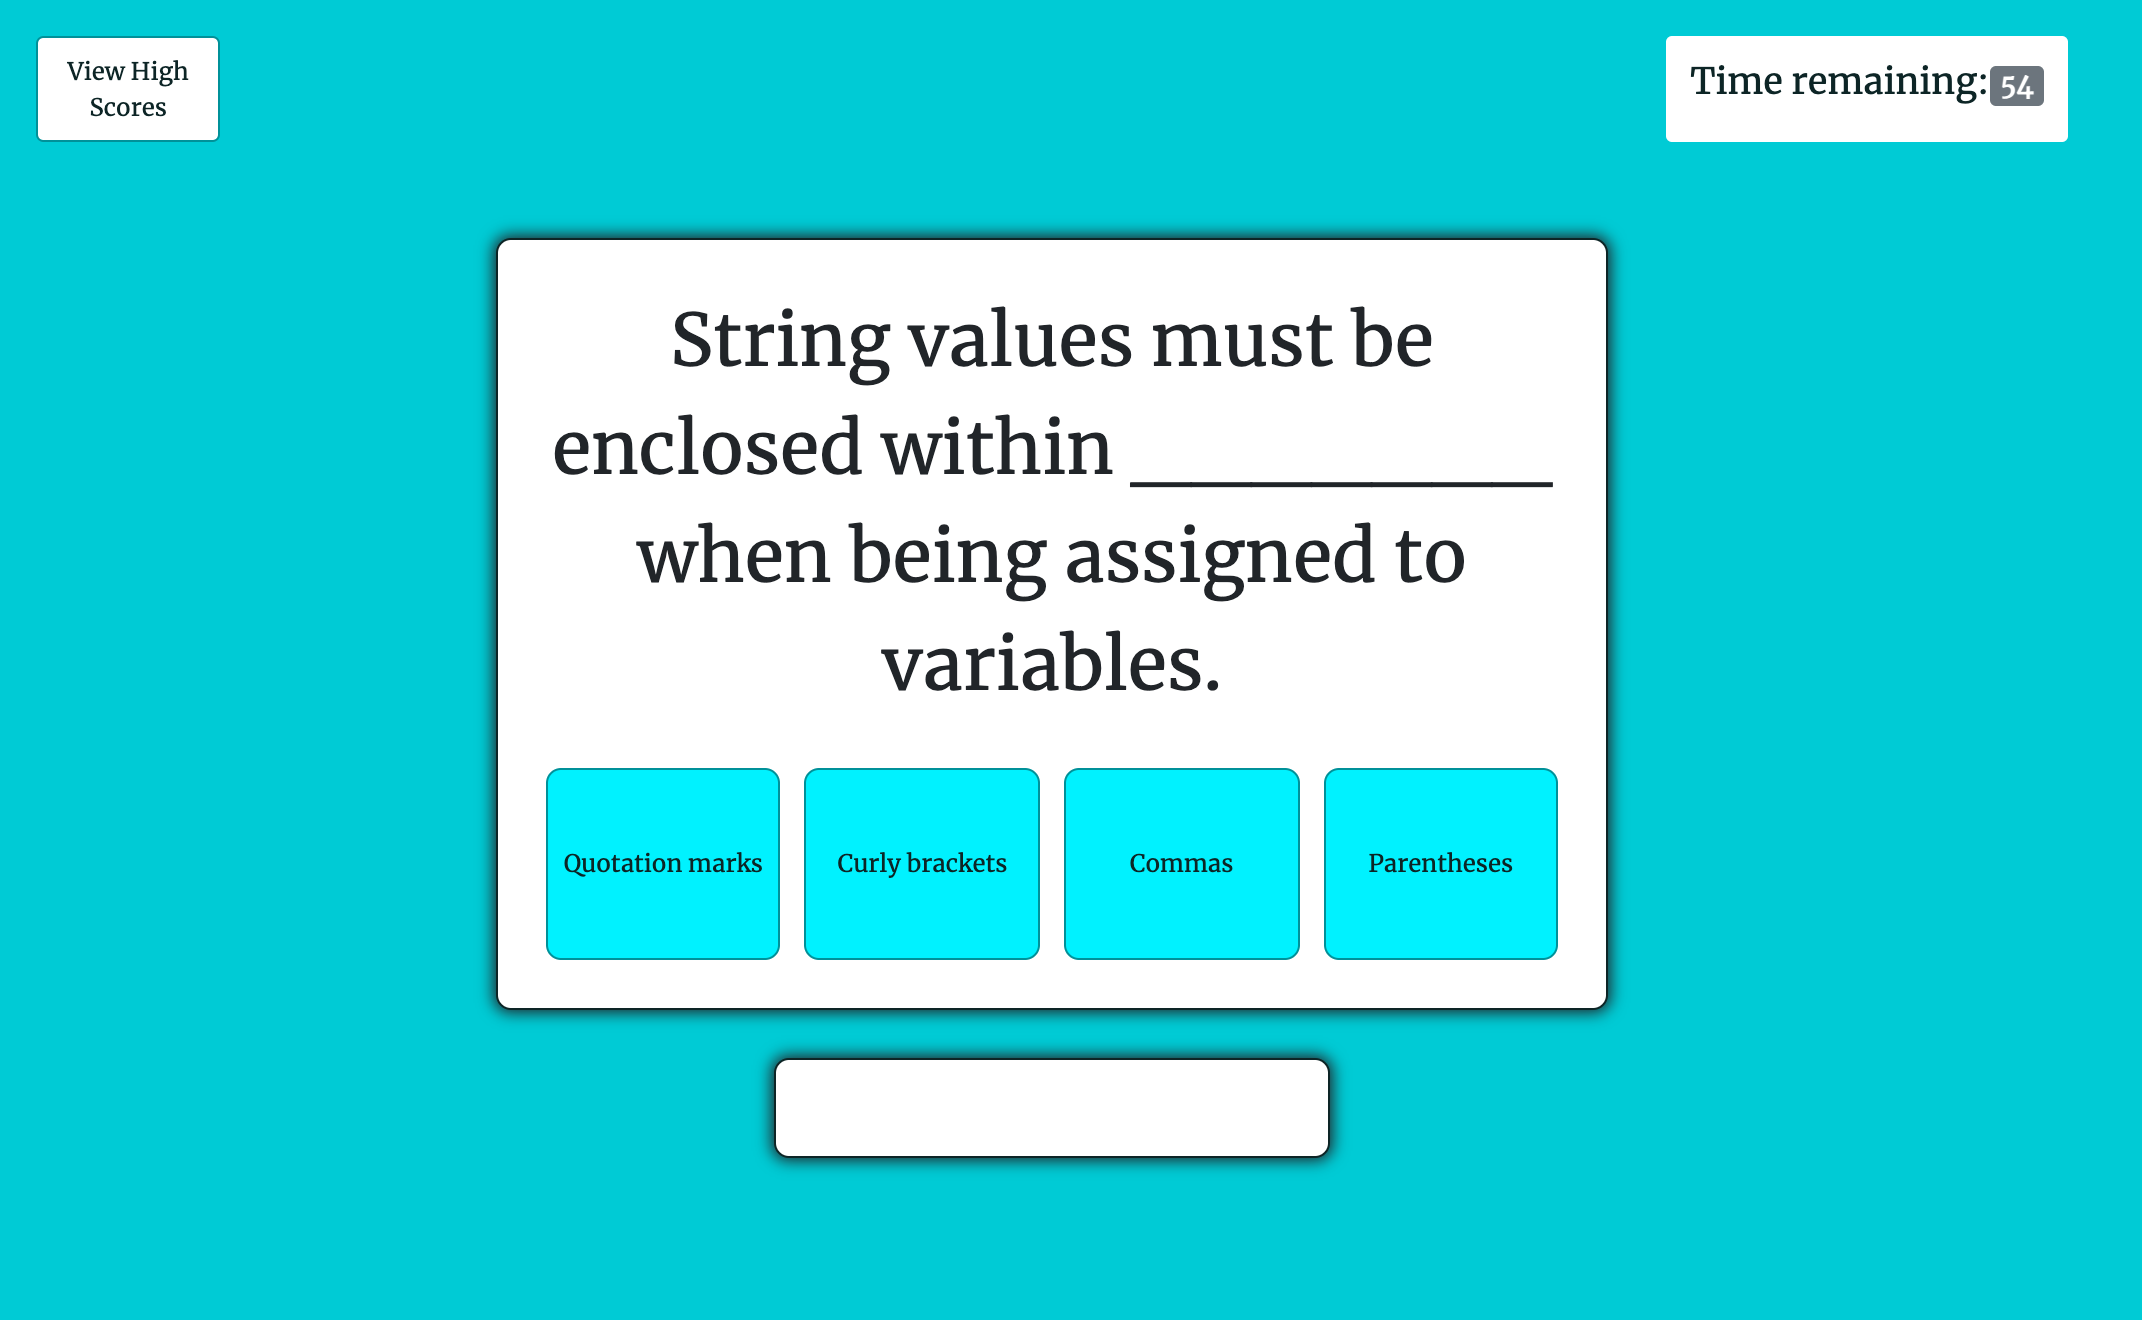 View High
Scores
Time remaining: 54
String values must be
enclosed within _______
when being assigned to
variables.
Quotation marks
Curly brackets
Commas
Parentheses